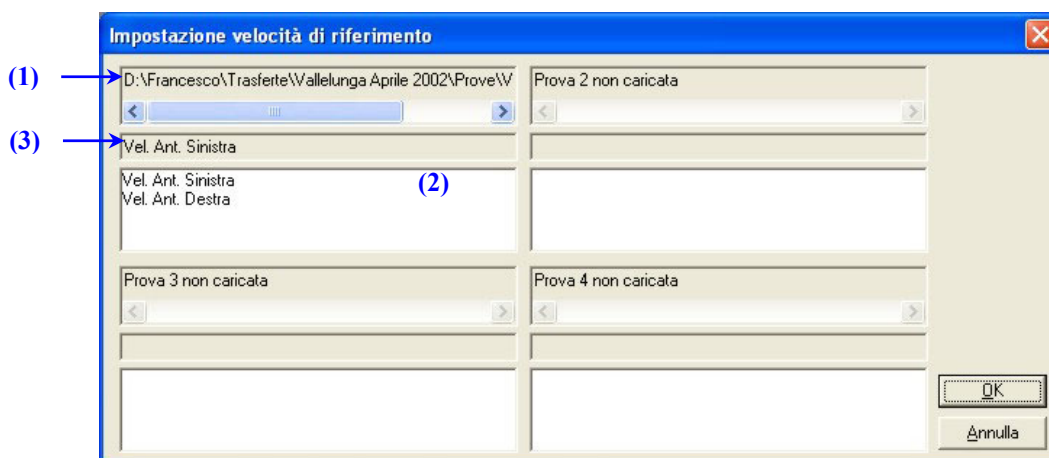 Impostazione velocità di riferimento
(1)
D:\Francesco\Trasferte\Vallelunga Aprile 2002\Prove\V
Prova 2 non caricata
(3)
Vel. Ant. Sinistra
Vel. Ant. Sinistra
(2)
Vel. Ant. Destra
Prova 3 non caricata
Prova 4 non caricata
OK
Annulla